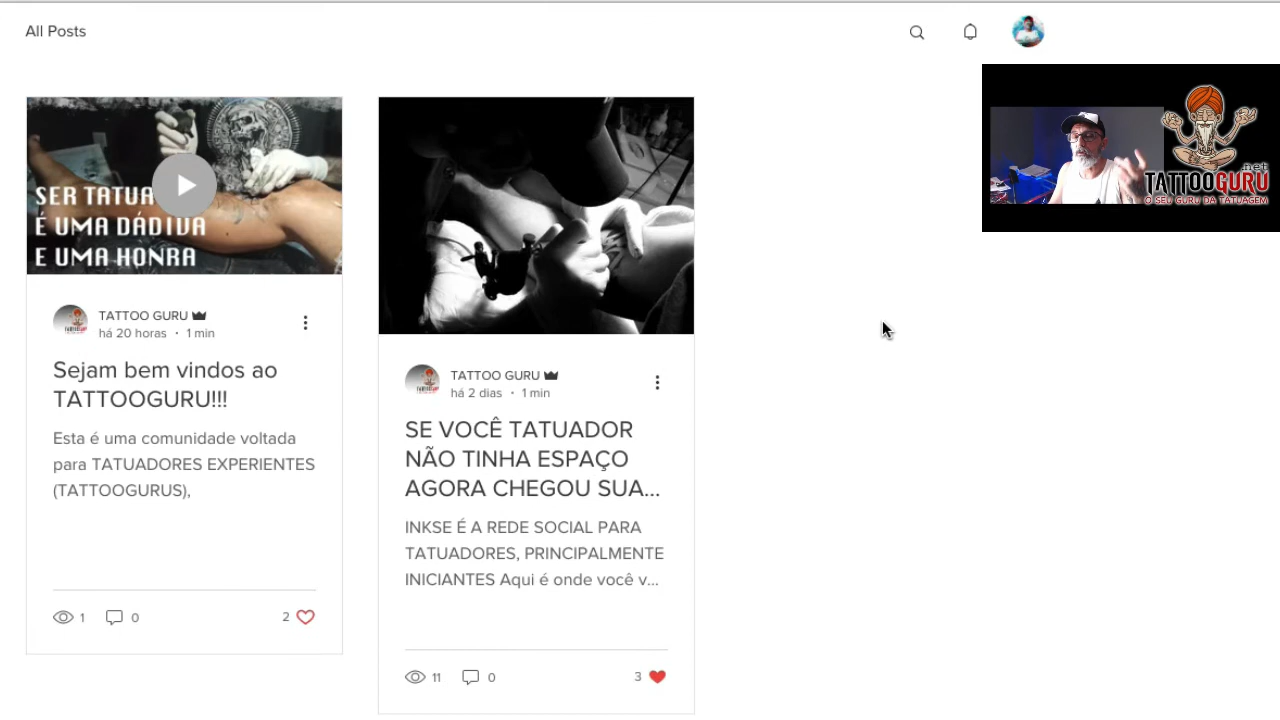 All Posts
SER TATUA
É UMA DÁDIVA
E UMA HONRA
TATTOO GURU
há 20 horas · 1 min
Sejam bem vindos ao
TATTOOGURU!!!
Esta é uma comunidade voltada
para TATUADORES EXPERIENTES
(TATTOOGURUS),
1
0
2
TATTOO GURU
há 2 dias · 1 min
SE VOCÊ TATUADOR
NÃO TINHA ESPAÇO
AGORA CHEGOU SUA...
INKSE É A REDE SOCIAL PARA
TATUADORES, PRINCIPALMENTE
INICIANTES Aqui é onde você v...
11
0
3
.net
TATTOOGURU
O SEU GURU DA TATUAGEM